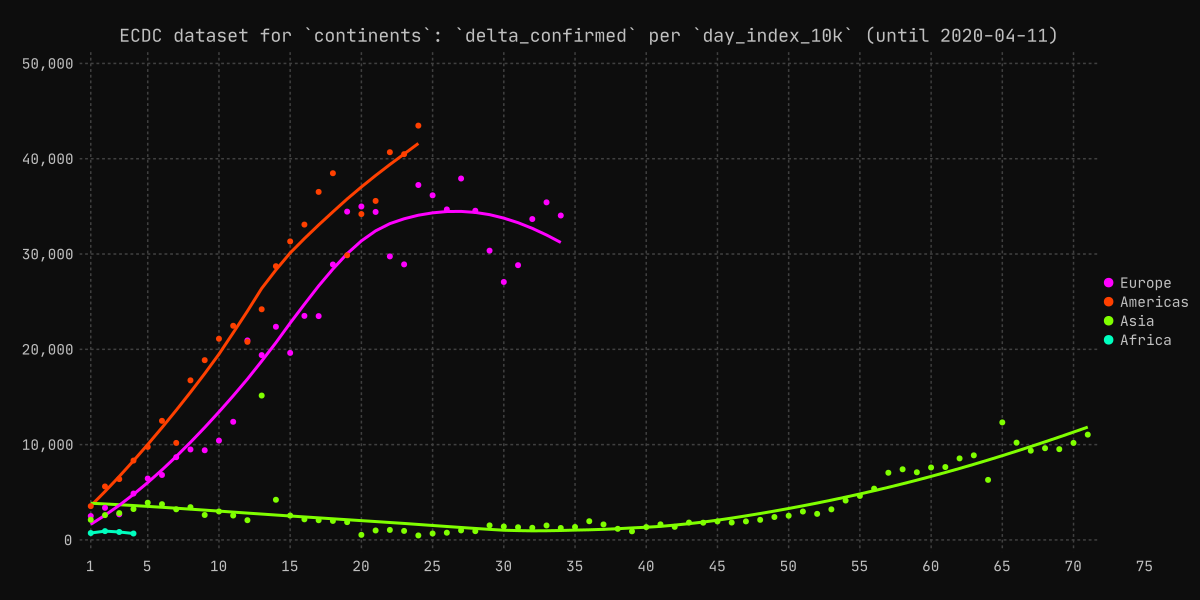 ECDC dataset for `continents`: `delta_confirmed` per `day_index_10k` (until 2020-04-11)
50,000
40,000
30,000
20,000
10,000
0
1 5 10 15 20 25 30 35 40 45 50 55 60 65 70 75
Europe
Americas
Asia
Africa